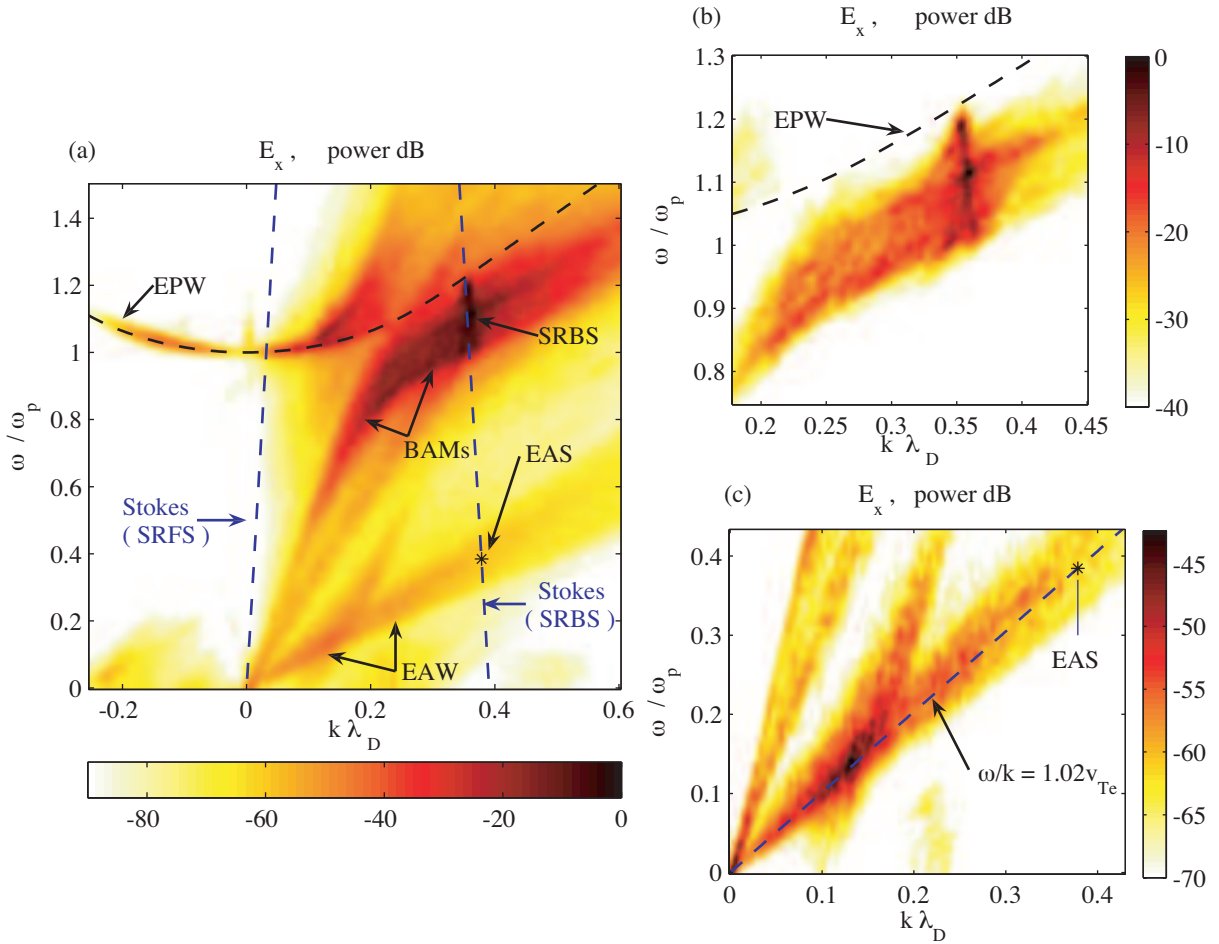 (a)
E_x , power dB
EPW
SRBS
BAMs
EAS
Stokes
( SRFS )
Stokes
( SRBS )
EAW
ω / ω_p
1.4
1.2
1
0.8
0.6
0.4
0.2
0
-0.2
0
0.2
0.4
0.6
k λ_D
-80
-60
-40
-20
0
(b)
E_x , power dB
EPW
ω / ω_p
1.3
1.2
1.1
1
0.9
0.8
0.2
0.25
0.3
0.35
0.4
0.45
k λ_D
0
-10
-20
-30
-40
(c)
E_x , power dB
EAS
ω/k = 1.02v_Te
ω / ω_p
0.4
0.3
0.2
0.1
0
0
0.1
0.2
0.3
0.4
k λ_D
-45
-50
-55
-60
-65
-70